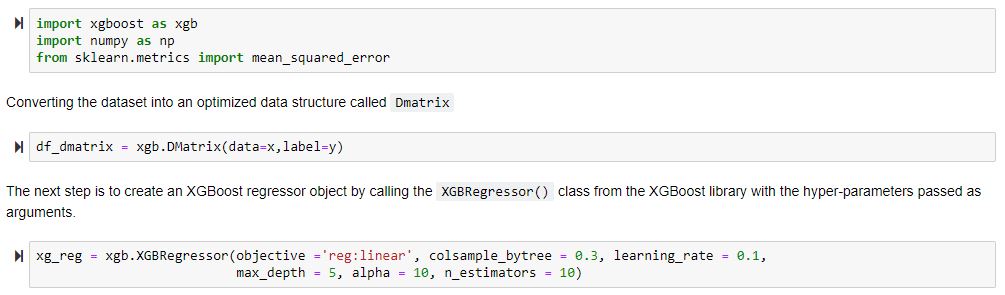 import xgboost as xgb
import numpy as np
from sklearn.metrics import mean_squared_error
Converting the dataset into an optimized data structure called Dmatrix
df_dmatrix = xgb.DMatrix(data=x,label=y)
The next step is to create an XGBoost regressor object by calling the XGBRegressor() class from the XGBoost library with the hyper-parameters passed as
arguments.
xg_reg = xgb.XGBRegressor(objective ='reg:linear', colsample_bytree = 0.3, learning_rate = 0.1,
max_depth = 5, alpha = 10, n_estimators = 10)